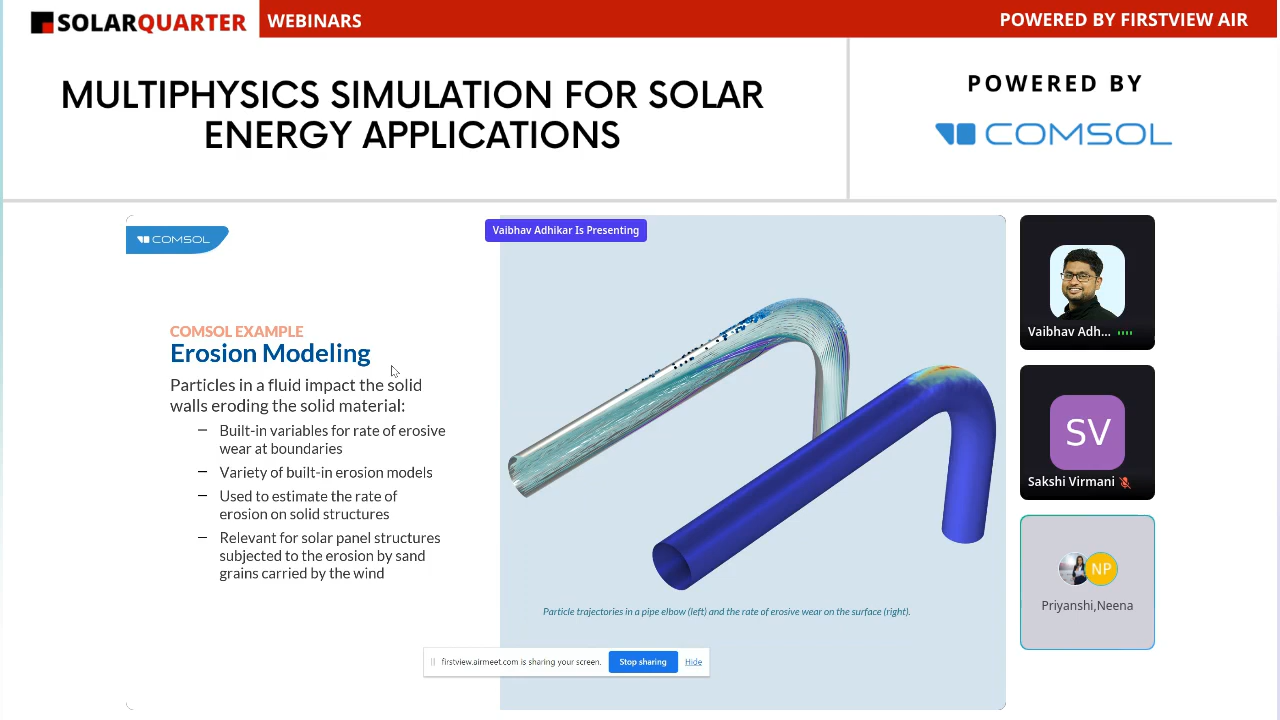 SOLARQUARTER WEBINARS
POWERED BY FIRSTVIEW AIR
MULTIPHYSICS SIMULATION FOR SOLAR
ENERGY APPLICATIONS
POWERED BY
COMSOL
COMSOL
Vaibhav Adhikar Is Presenting
COMSOL EXAMPLE
Erosion Modeling
Particles in a fluid impact the solid
walls eroding the solid material:
– Built-in variables for rate of erosive
wear at boundaries
– Variety of built-in erosion models
– Used to estimate the rate of
erosion on solid structures
– Relevant for solar panel structures
subjected to the erosion by sand
grains carried by the wind
Particle trajectories in a pipe elbow (left) and the rate of erosive wear on the surface (right).
firstview.airmeet.com is sharing your screen.
Stop sharing
Hide
Vaibhav Adh...
SV
Sakshi Virmani
NP
Priyanshi,Neena